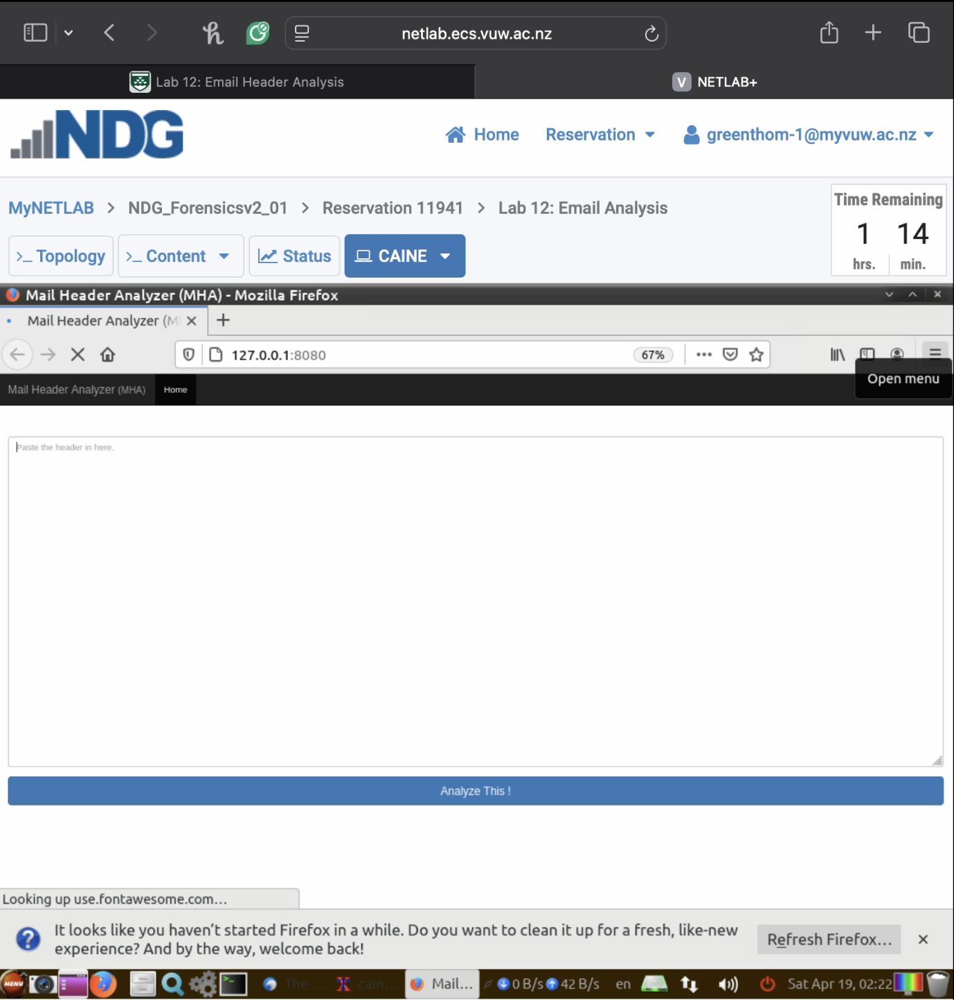 netlab.ecs.vuw.ac.nz
Lab 12: Email Header Analysis
V NETLAB+
NDG
Home Reservation greenthom-1@myvuw.ac.nz
MyNETLAB > NDG_Forensicsv2_01 > Reservation 11941 > Lab 12: Email Analysis
Time Remaining
1 14
hrs. min.
>_ Topology >_ Content Status CAINE
Mail Header Analyzer (MHA) - Mozilla Firefox
Mail Header Analyzer (M
127.0.0.1:8080 67%
Open menu
Mail Header Analyzer (MHA) Home
Paste the header in here.
Analyze This !
Looking up use.fontawesome.com...
It looks like you haven't started Firefox in a while. Do you want to clean it up for a fresh, like-new
experience? And by the way, welcome back!
Refresh Firefox...
MENU The ... cain... Mail... 0 B/s 42 B/s en Sat Apr 19, 02:22